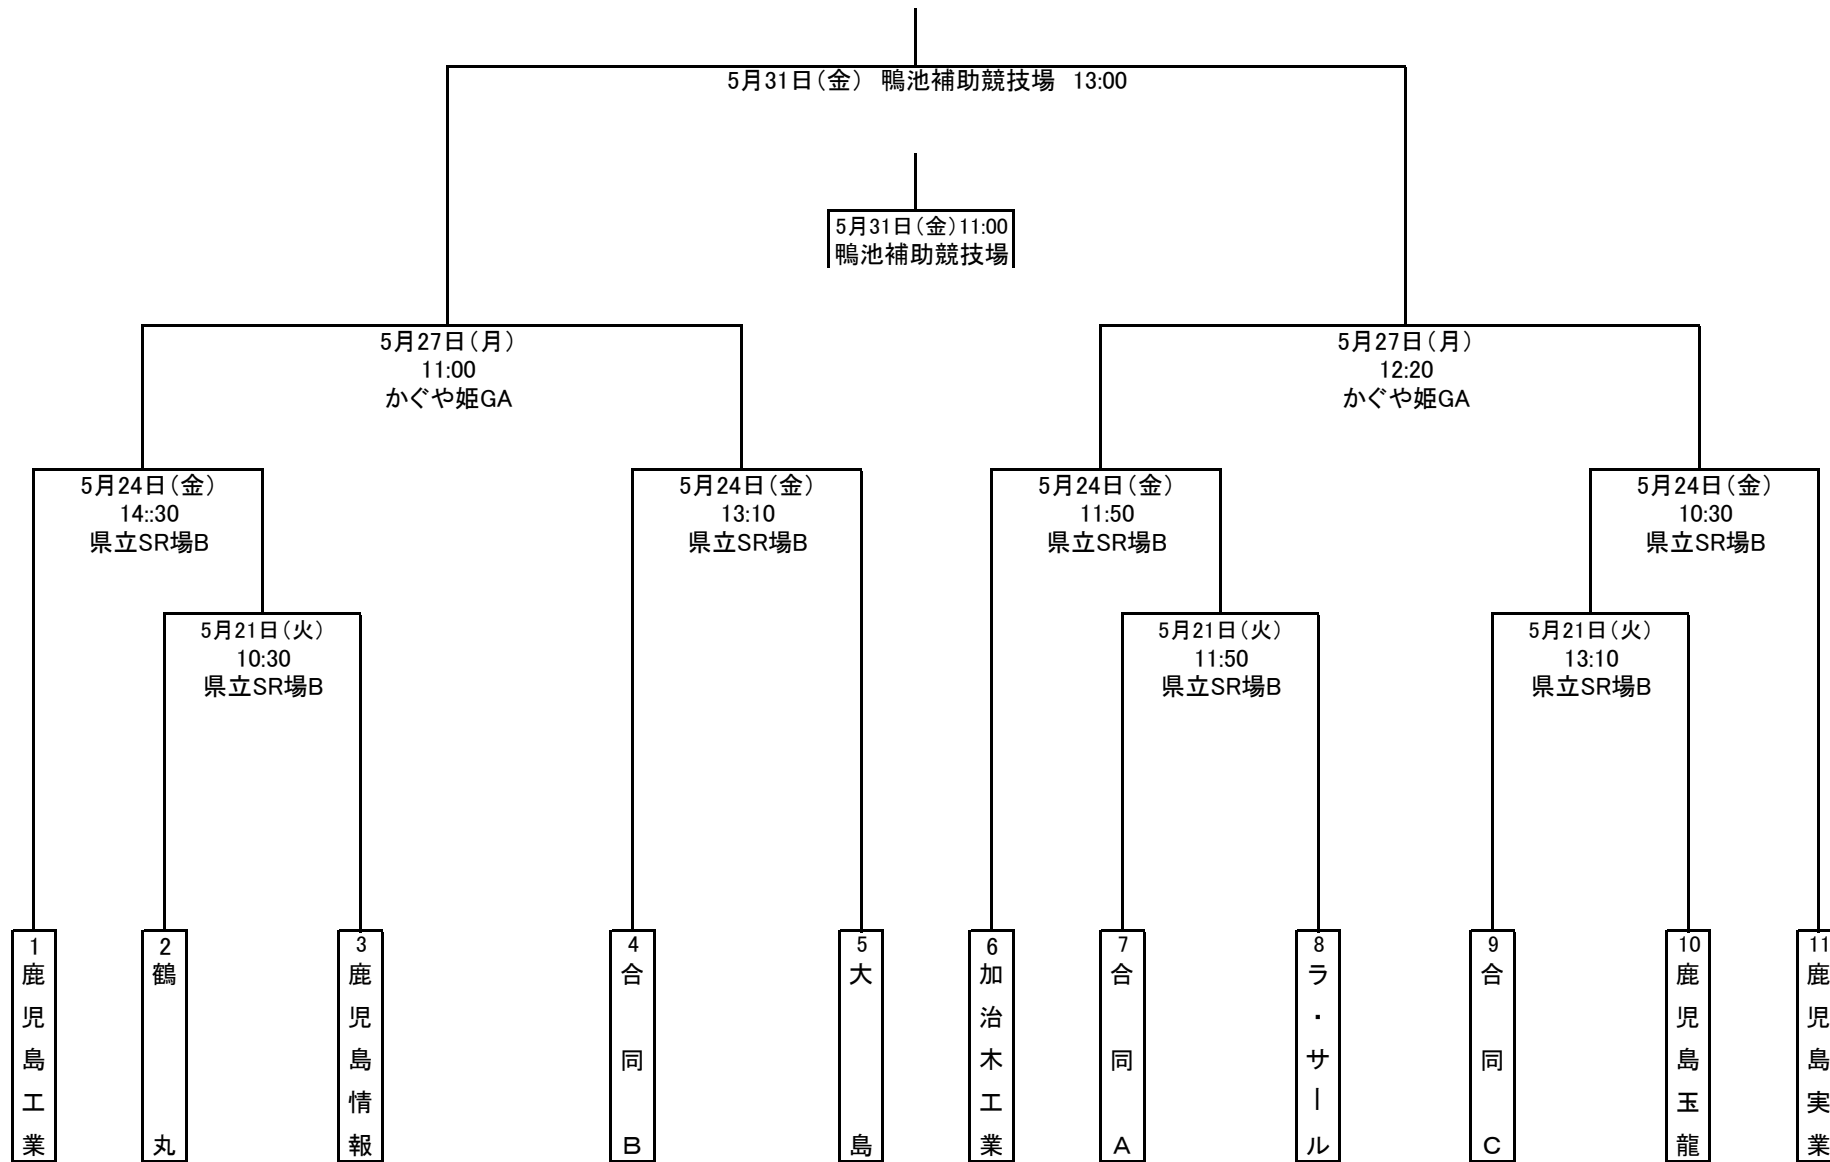 5月31日（金） 鴨池補助競技場 13:00
5月31日（金）11:00
鴨池補助競技場
5月27日（月）
11:00
かぐや姫GA
5月27日（月）
12:20
かぐや姫GA
5月24日（金）
14::30
県立SR場B
5月24日（金）
13:10
県立SR場B
5月24日（金）
11:50
県立SR場B
5月24日（金）
10:30
県立SR場B
5月21日（火）
10:30
県立SR場B
5月21日（火）
11:50
県立SR場B
5月21日（火）
13:10
県立SR場B
1
鹿児島工業
2
鶴丸
3
鹿児島情報
4
合同B
5
大島
6
加治木工業
7
合同A
8
ラ・サール
9
合同C
10
鹿児島玉龍
11
鹿児島実業